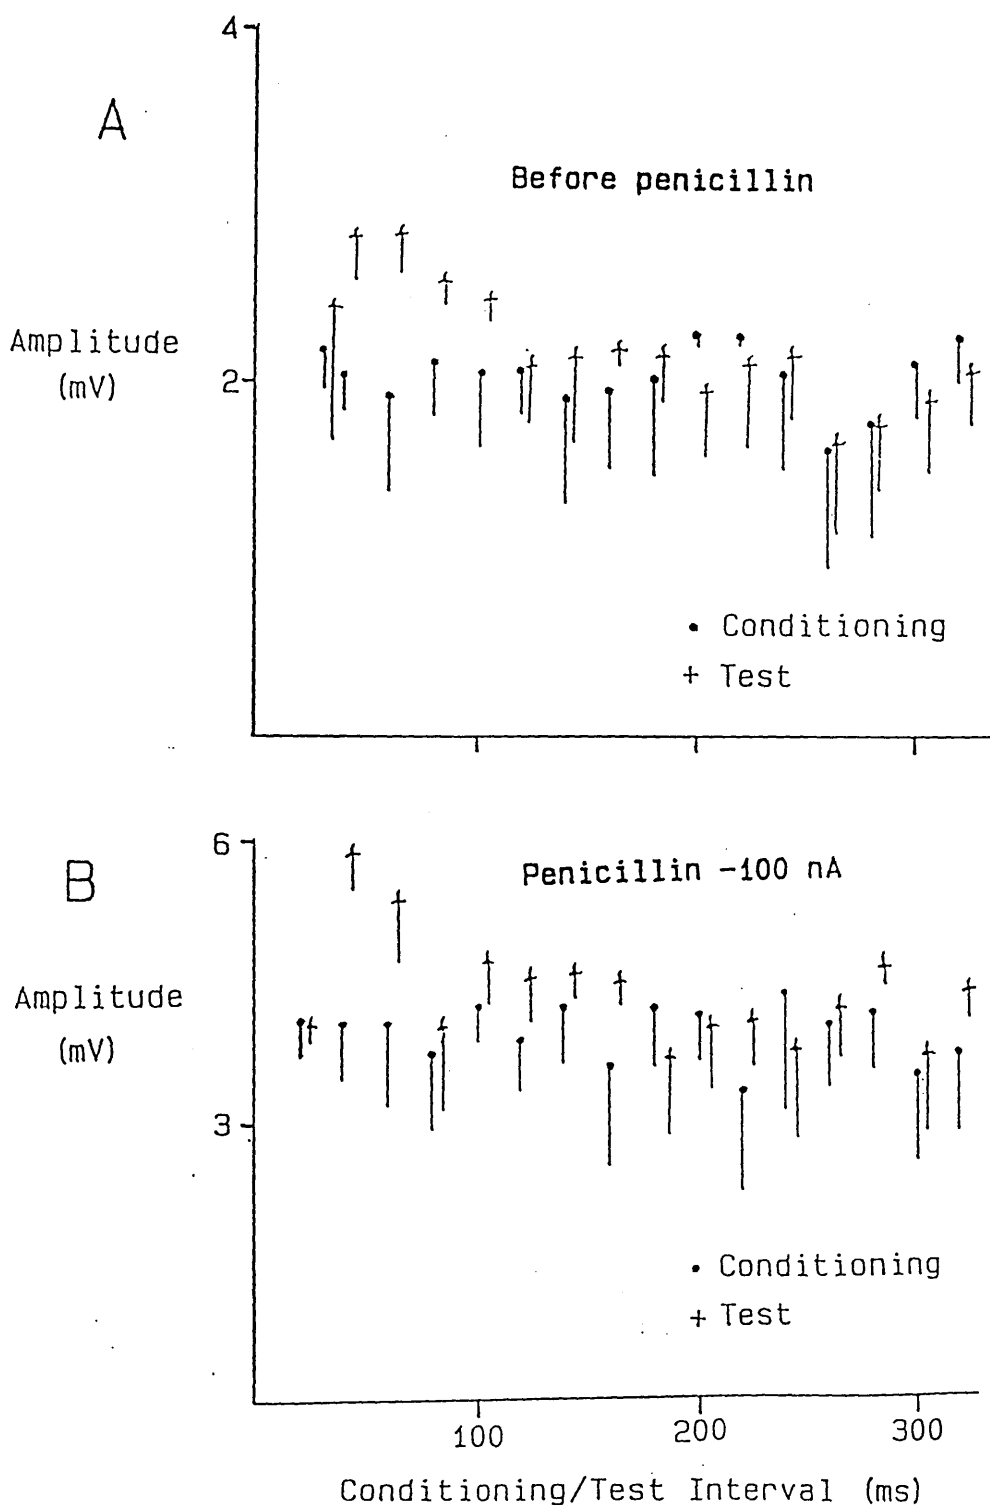 4
A
Before penicillin
Amplitude
(mV)
2
• Conditioning
+ Test
6
B
Penicillin -100 nA
Amplitude
(mV)
3
• Conditioning
+ Test
100 200 300
Conditioning/Test Interval (ms)